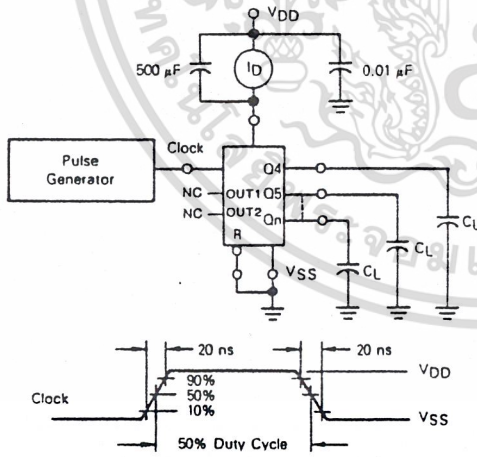 VDD
500 µF
ID
0.01 µF
Clock
Pulse
Generator
Q4
NC
OUT1
Q5
NC
OUT2
Qn
R
CL
CL
CL
VSS
20 ns
20 ns
VDD
90%
50%
10%
Clock
VSS
50% Duty Cycle